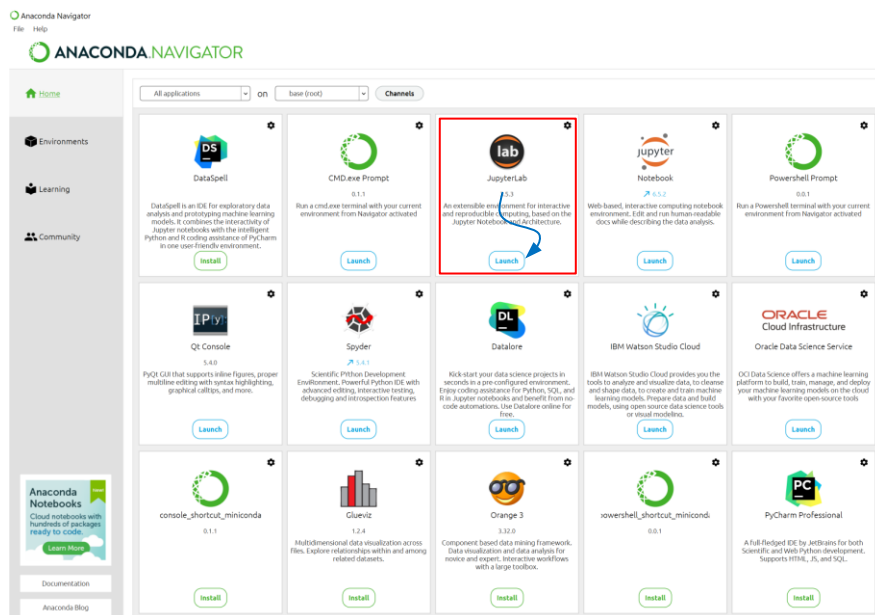 Anaconda Navigator
File Help
ANACONDA.NAVIGATOR
Home
Environments
Learning
Community
All applications on base (root) Channels
DS
DataSpell
DataSpell is an IDE for exploratory data
analysis and prototyping machine learning
models. It combines the interactivity of
Jupyter notebooks with the intelligent
Python and R coding assistance of PyCharm
in one user-friendly environment.
Install
CMD.exe Prompt
0.1.1
Run a cmd.exe terminal with your current
environment from Navigator activated
Launch
lab
JupyterLab
5.3
An extensible environment for interactive
and reproducible computing, based on the
Jupyter Notebook and Architecture.
Launch
jupyter
Notebook
6.5.2
Web-based, interactive computing notebook
environment. Edit and run human-readable
docs while describing the data analysis.
Launch
Powershell Prompt
0.0.1
Run a Powershell terminal with your current
environment from Navigator activated
Launch
IP[y]:
Qt Console
5.4.0
PyQt GUI that supports inline figures, proper
multiline editing with syntax highlighting,
graphical calltips, and more.
Launch
Spyder
5.4.1
Scientific PYthon Development
EnviRonment. Powerful Python IDE with
advanced editing, interactive testing,
debugging and introspection features
Launch
DL
Datalore
Kick-start your data science projects in
seconds in a pre-configured environment.
Enjoy coding assistance for Python, SQL, and
R in Jupyter notebooks and benefit from no-
code automations. Use Datalore online for
free.
Launch
IBM Watson Studio Cloud
IBM Watson Studio Cloud provides you the
tools to analyze and visualize data, to cleanse
and shape data, to create and train machine
learning models. Prepare data and build
models, using open source data science tools
or visual modeling.
Launch
ORACLE
Cloud Infrastructure
Oracle Data Science Service
OCI Data Science offers a machine learning
platform to build, train, manage, and deploy
your machine learning models on the cloud
with your favorite open-source tools
Launch
console_shortcut_miniconda
0.1.1
Install
Glueviz
1.2.4
Multidimensional data visualization across
files. Explore relationships within and among
related datasets.
Install
Orange 3
3.32.0
Component based data mining framework.
Data visualization and data analysis for
novice and expert. Interactive workflows
with a large toolbox.
Install
powershell_shortcut_miniconda
0.0.1
Install
PC
PyCharm Professional
A full-fledged IDE by JetBrains for both
Scientific and Web Python development.
Supports HTML, JS, and SQL.
Install
Anaconda
Notebooks
Cloud notebooks with
hundreds of packages
ready to code.
Learn More
Documentation
Anaconda Blog